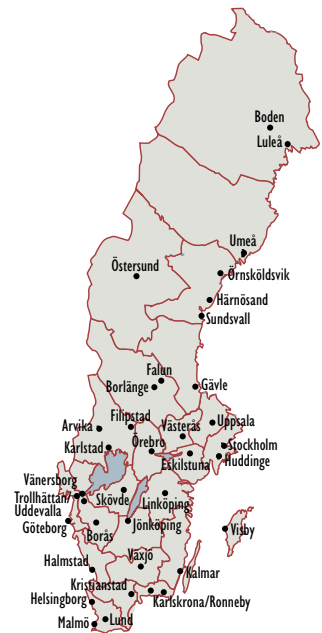 Boden
Luleå
Umeå
Östersund
Örnsköldsvik
Härnösand
Sundsvall
Falun
Borlänge
Gävle
Filipstad
Arvika
Västerås
Uppsala
Karlstad
Örebro
Stockholm
Huddinge
Eskilstuna
Vänersborg
Trollhättan/
Uddevalla
Skövde
Linköping
Göteborg
Borås
Jönköping
Visby
Halmstad
Växjö
Kalmar
Kristianstad
Helsingborg
Karlskrona/Ronneby
Malmö
Lund